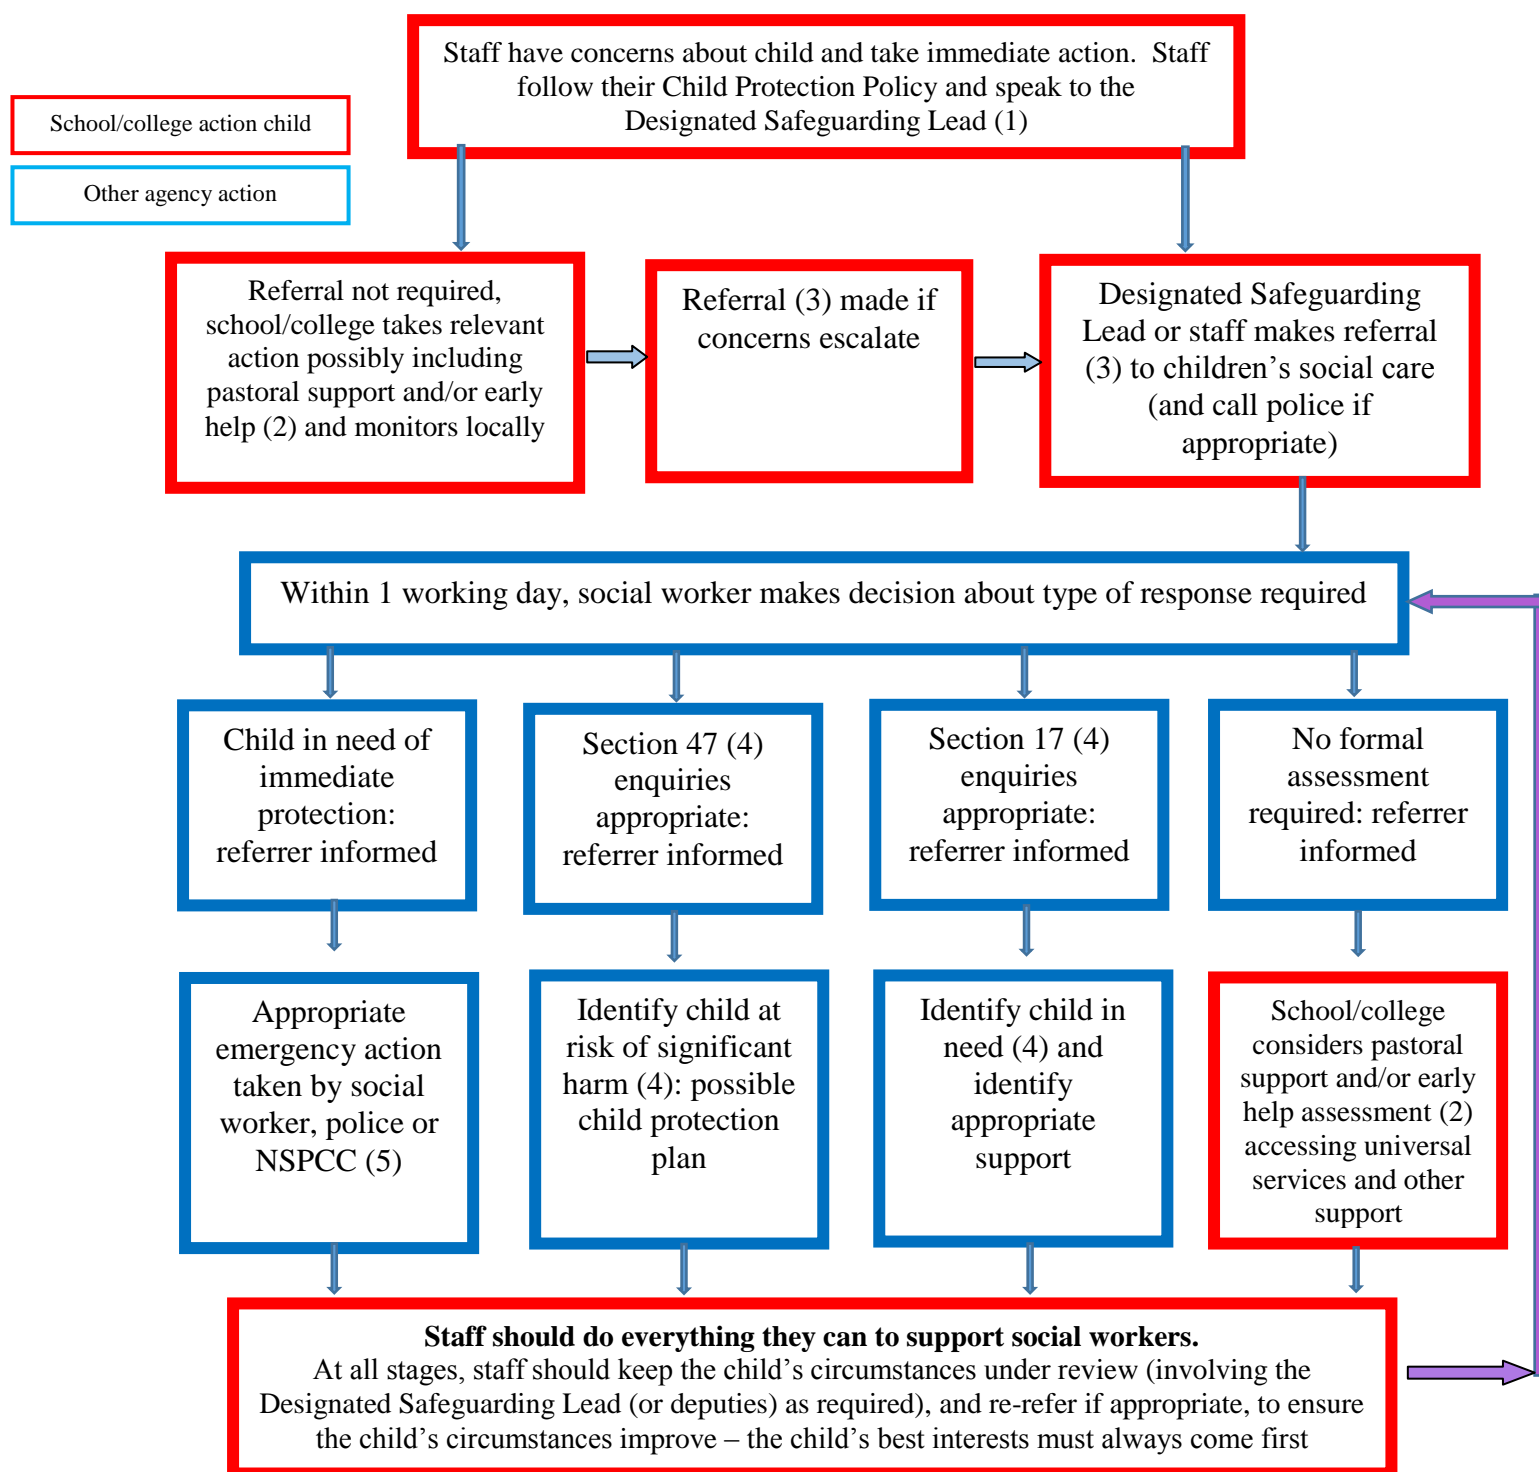 Staff have concerns about child and take immediate action.  Staff
follow their Child Protection Policy and speak to the
Designated Safeguarding Lead (1)
School/college action child
Other agency action
Referral not required,
school/college takes relevant
action possibly including
pastoral support and/or early
help (2) and monitors locally
Referral (3) made if
concerns escalate
Designated Safeguarding
Lead or staff makes referral
(3) to children’s social care
(and call police if
appropriate)
Within 1 working day, social worker makes decision about type of response required
Child in need of
immediate
protection:
referrer informed
Section 47 (4)
enquiries
appropriate:
referrer informed
Section 17 (4)
enquiries
appropriate:
referrer informed
No formal
assessment
required: referrer
informed
Appropriate
emergency action
taken by social
worker, police or
NSPCC (5)
Identify child at
risk of significant
harm (4): possible
child protection
plan
Identify child in
need (4) and
identify
appropriate
support
School/college
considers pastoral
support and/or early
help assessment (2)
accessing universal
services and other
support
Staff should do everything they can to support social workers.
At all stages, staff should keep the child’s circumstances under review (involving the
Designated Safeguarding Lead (or deputies) as required), and re-refer if appropriate, to ensure
the child’s circumstances improve – the child’s best interests must always come first